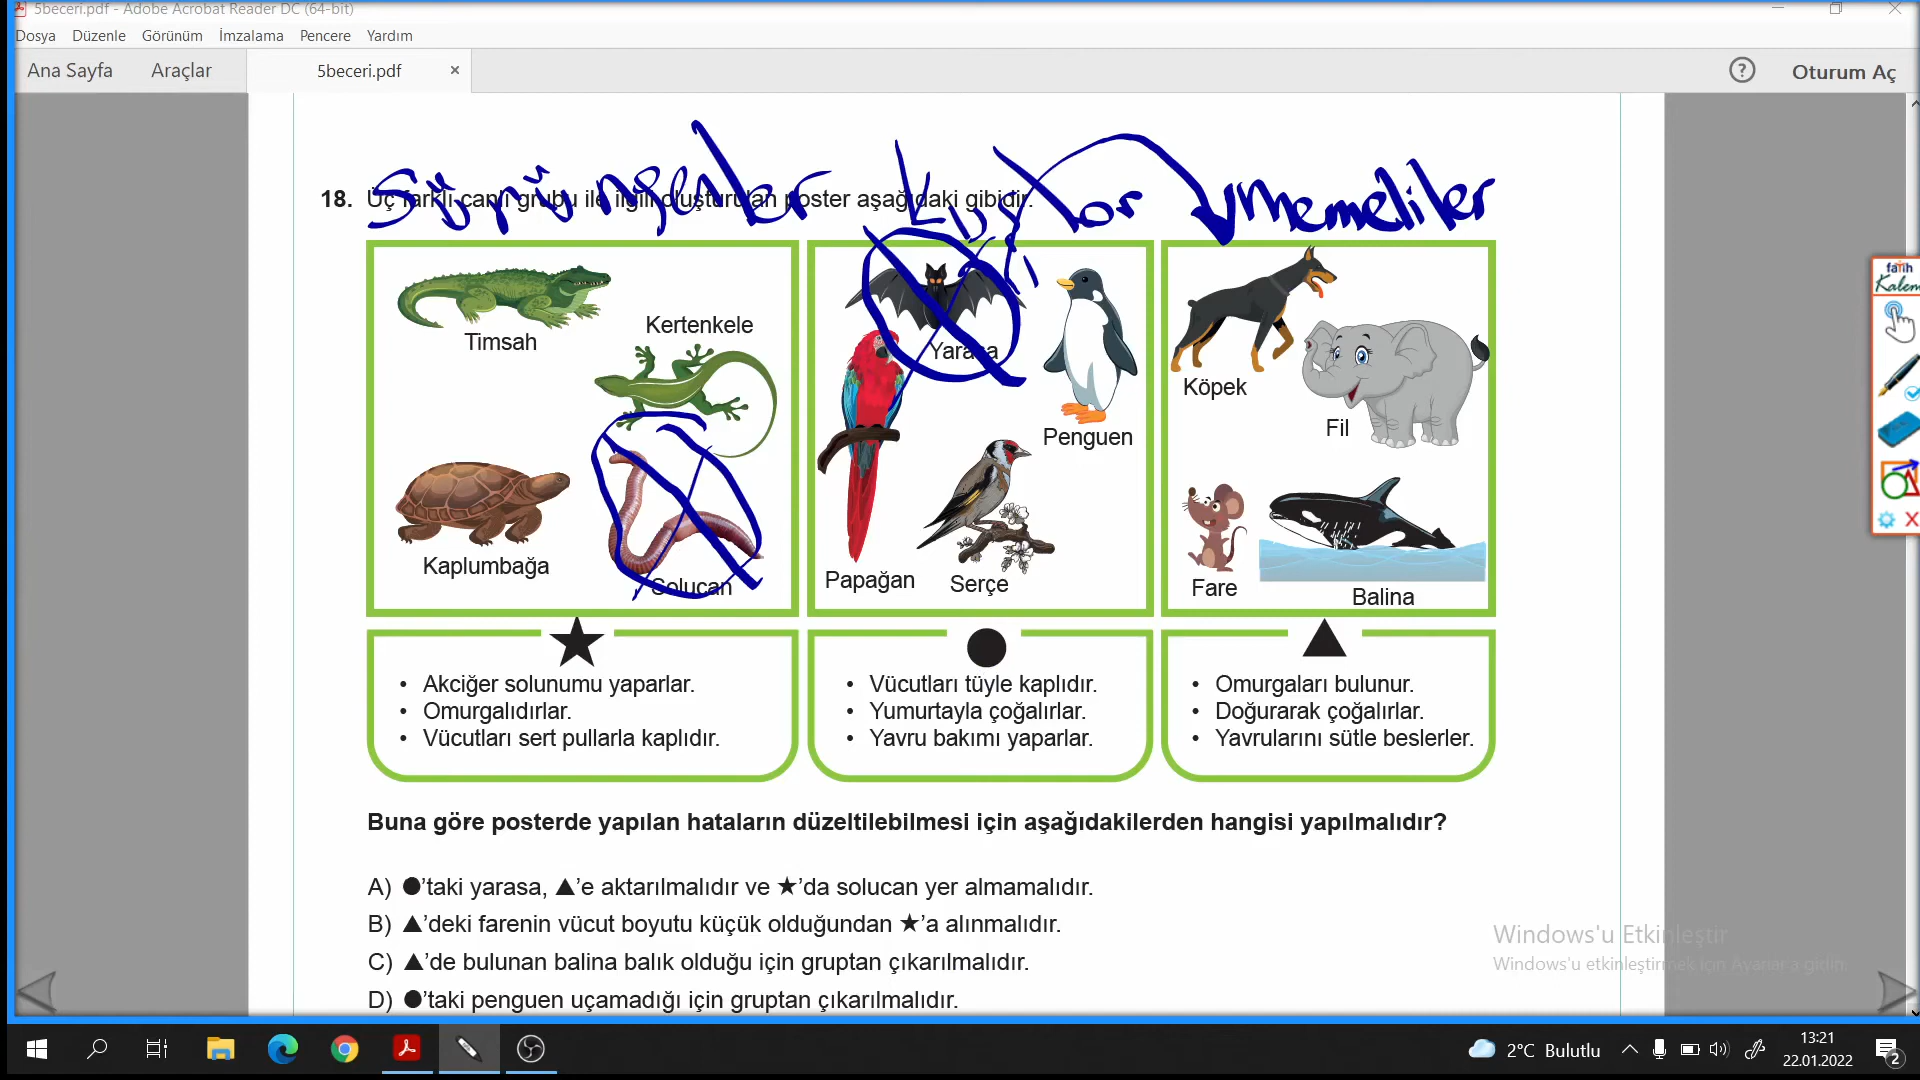 5beceri.pdf - Adobe Acrobat Reader DC (64-bit)
Dosya Düzenle Görünüm İmzalama Pencere Yardım
Ana Sayfa Araçlar 5beceri.pdf × ? Oturum Aç
Sürüngenler Kuşlar Memeliler
18. Üç farklı canlı grubu ile ilgili oluşturulan poster aşağıdaki gibidir.
fatih
Kalem
Timsah
Kertenkele
Kaplumbağa
Solucan
Yarasa
Penguen
Papağan
Serçe
Köpek
Fil
Fare
Balina
• Akciğer solunumu yaparlar.
• Omurgalıdırlar.
• Vücutları sert pullarla kaplıdır.
• Vücutları tüyle kaplıdır.
• Yumurtayla çoğalırlar.
• Yavru bakımı yaparlar.
• Omurgaları bulunur.
• Doğurarak çoğalırlar.
• Yavrularını sütle beslerler.
Buna göre posterde yapılan hataların düzeltilebilmesi için aşağıdakilerden hangisi yapılmalıdır?
A) ●'taki yarasa, ▲'e aktarılmalıdır ve ★'da solucan yer almamalıdır.
B) ▲'deki farenin vücut boyutu küçük olduğundan ★'a alınmalıdır.
C) ▲'de bulunan balina balık olduğu için gruptan çıkarılmalıdır.
D) ●'taki penguen uçamadığı için gruptan çıkarılmalıdır.
Windows'u Etkinleştir
Windows'u etkinleştirmek için Ayarlar'a gidin.
2°C Bulutlu
13:21
22.01.2022
2